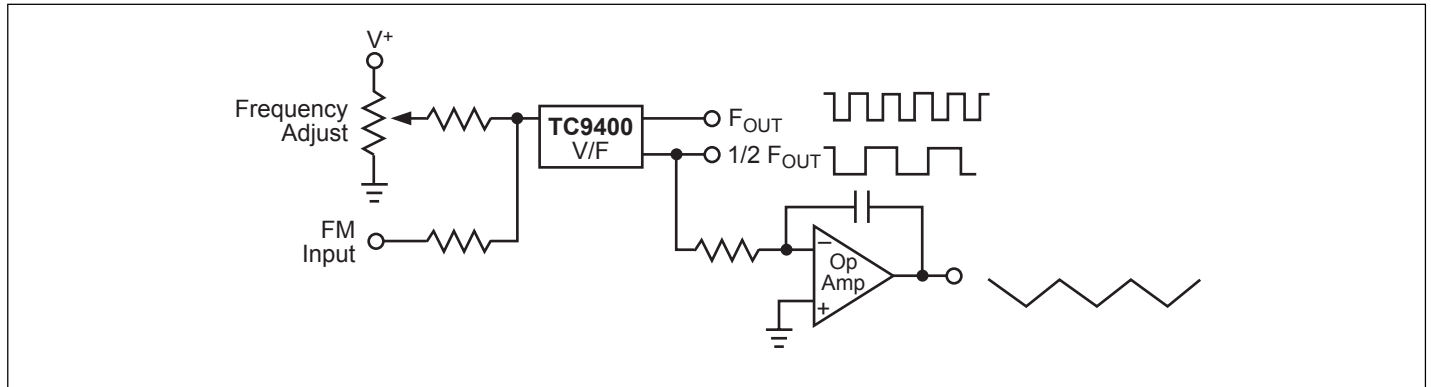 V+
Frequency
Adjust
TC9400
V/F
FOUT
1/2 FOUT
FM
Input
−
Op
Amp
+